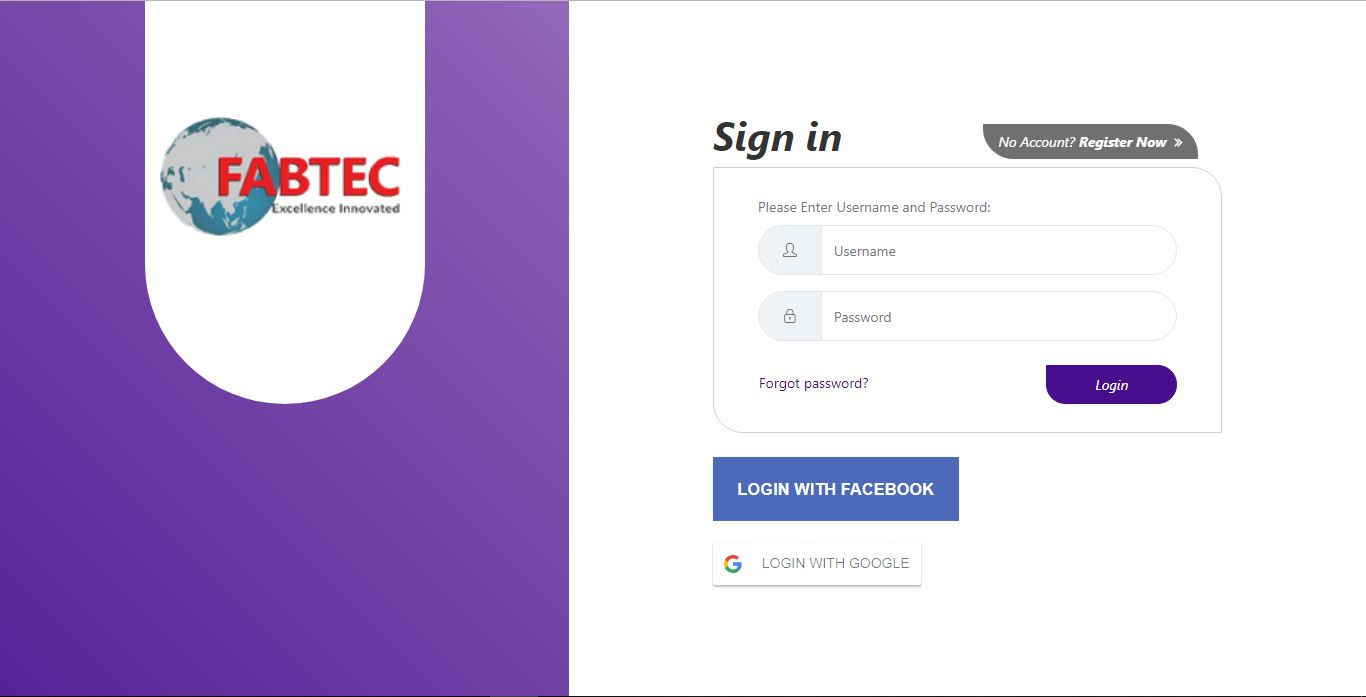 FABTEC
Excellence Innovated
Sign in
No Account? Register Now »
Please Enter Username and Password:
Username
Password
Forgot password?
Login
LOGIN WITH FACEBOOK
LOGIN WITH GOOGLE